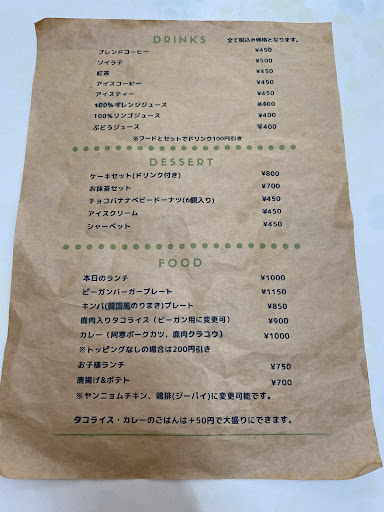 DRINKS 全て税込み価格となります。
ブレンドコーヒー ¥450
ソイラテ ¥500
紅茶 ¥450
アイスコーヒー ¥450
アイスティー ¥450
100%オレンジジュース ¥400
100%リンゴジュース ¥400
ぶどうジュース ¥400
※フードとセットでドリンク100円引き
DESSERT
ケーキセット(ドリンク付き) ¥800
お抹茶セット ¥700
チョコバナナベビードーナツ(6個入り) ¥450
アイスクリーム ¥450
シャーベット ¥450
FOOD
本日のランチ ¥1000
ビーガンバーガープレート ¥1150
キンパ(韓国風のりまき)プレート ¥850
鹿肉入りタコライス(ビーガン用に変更可) ¥900
カレー(阿寒ポークカツ、鹿肉クラコウ) ¥1000
※トッピングなしの場合は200円引き
お子様ランチ ¥750
唐揚げ&ポテト ¥700
※ヤンニョムチキン、鶏排(ジーパイ)に変更可能です。
タコライス・カレーのごはんは+50円で大盛りにできます。